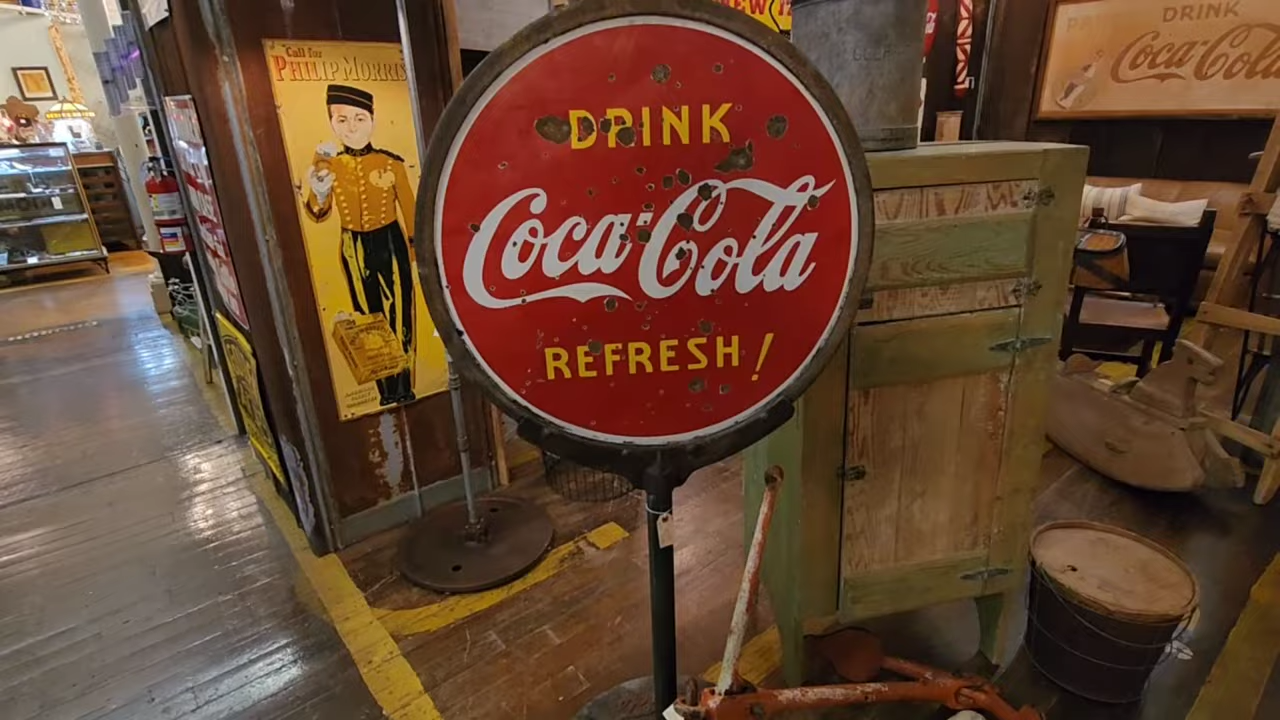 Call for
PHILIP MORRIS
DRINK
Coca-Cola
REFRESH!
DRINK
Coca-Cola